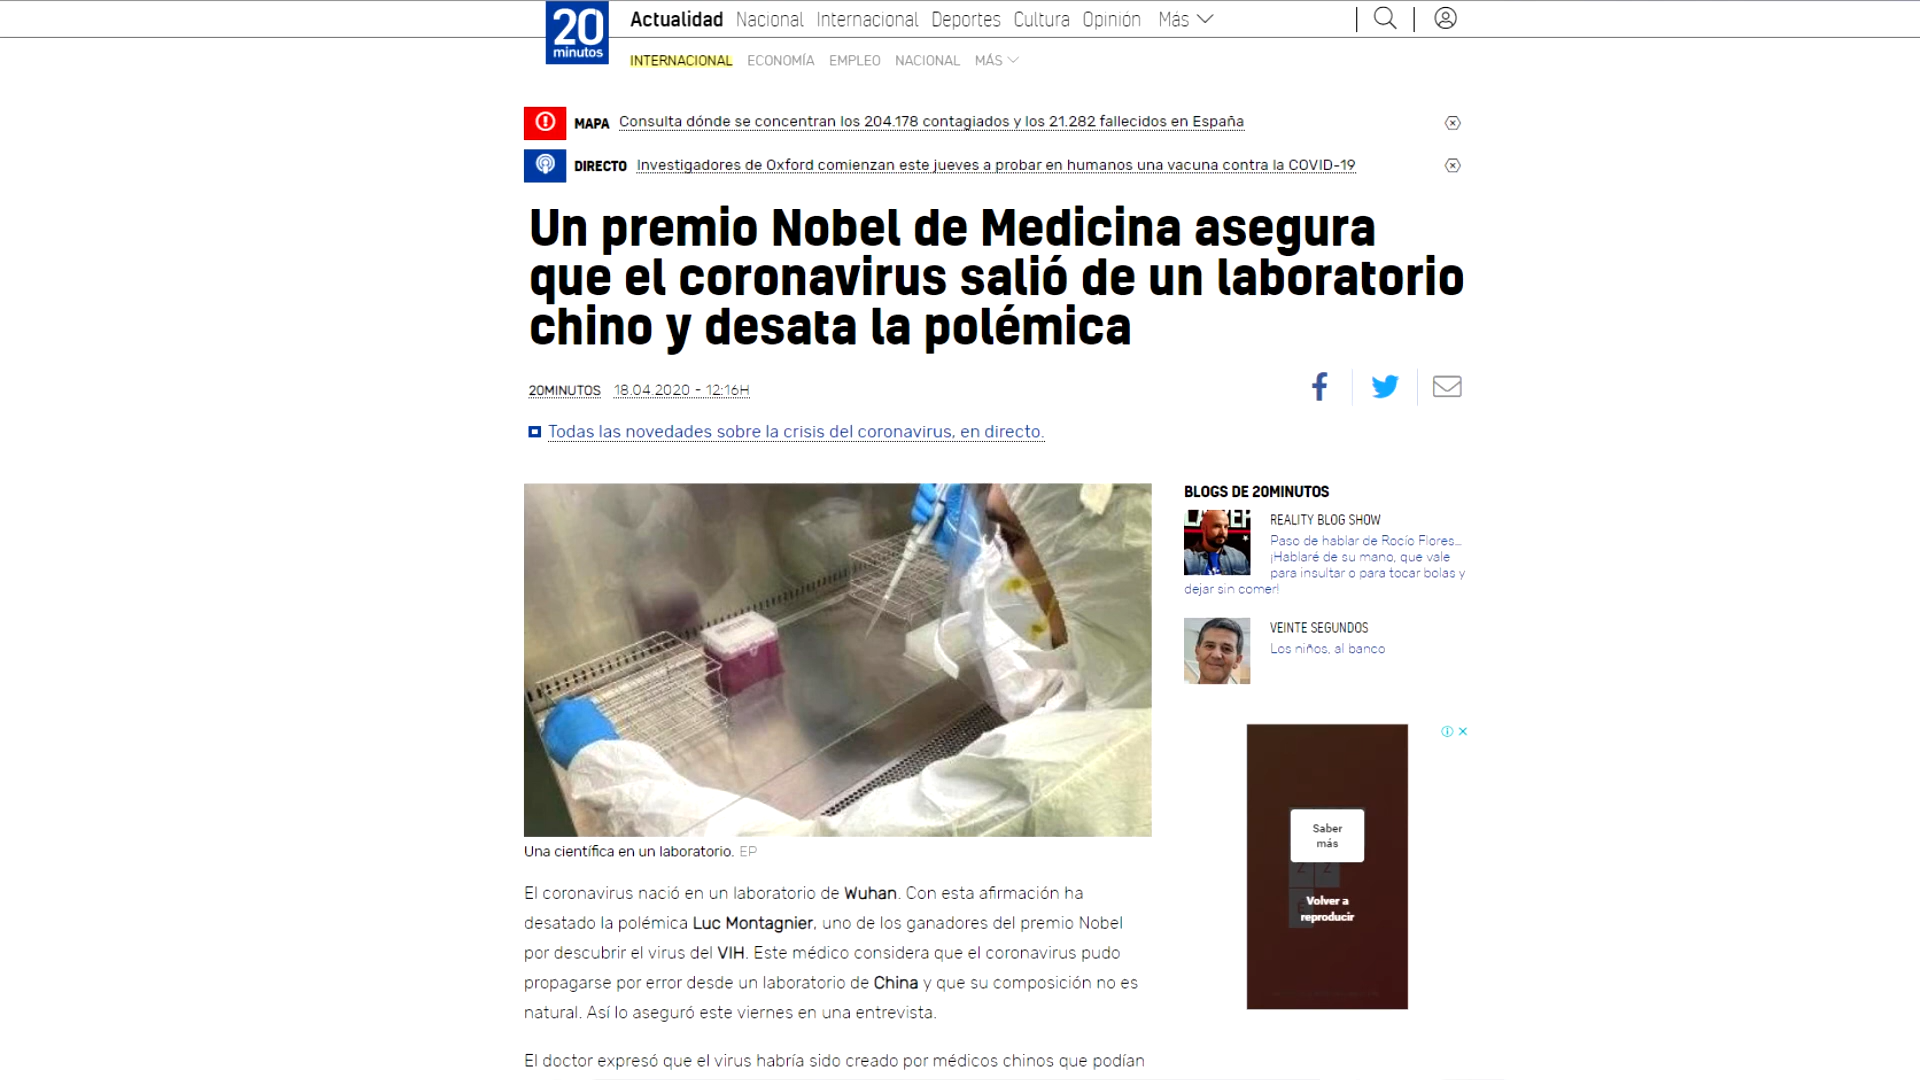 20
minutos
Actualidad Nacional Internacional Deportes Cultura Opinión Más
INTERNACIONAL ECONOMÍA EMPLEO NACIONAL MÁS
MAPA Consulta dónde se concentran los 204.178 contagiados y los 21.282 fallecidos en España
DIRECTO Investigadores de Oxford comienzan este jueves a probar en humanos una vacuna contra la COVID-19
Un premio Nobel de Medicina asegura
que el coronavirus salió de un laboratorio
chino y desata la polémica
20MINUTOS 18.04.2020 - 12:16H
Todas las novedades sobre la crisis del coronavirus, en directo.
Una científica en un laboratorio. EP
El coronavirus nació en un laboratorio de Wuhan. Con esta afirmación ha
desatado la polémica Luc Montagnier, uno de los ganadores del premio Nobel
por descubrir el virus del VIH. Este médico considera que el coronavirus pudo
propagarse por error desde un laboratorio de China y que su composición no es
natural. Así lo aseguró este viernes en una entrevista.
El doctor expresó que el virus habría sido creado por médicos chinos que podían
BLOGS DE 20MINUTOS
REALITY BLOG SHOW
Paso de hablar de Rocío Flores...
¡Hablaré de su mano, que vale
para insultar o para tocar bolas y
dejar sin comer!
VEINTE SEGUNDOS
Los niños, al banco
Saber
más
Volver a
reproducir